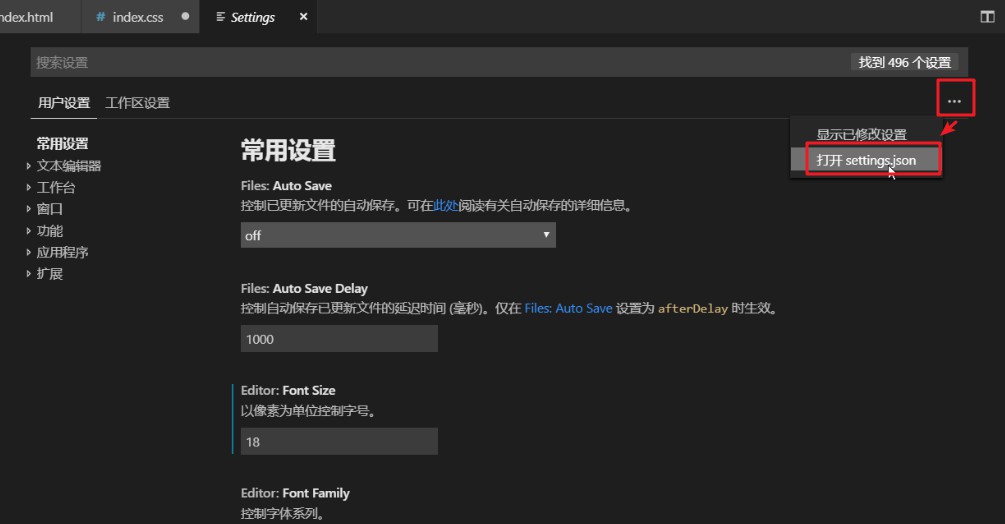 ndex.html # index.css Settings
搜索设置 找到 496 个设置
用户设置 工作区设置 ...
显示已修改设置
打开 settings.json
常用设置
文本编辑器
工作台
窗口
功能
应用程序
扩展
常用设置
Files: Auto Save
控制已更新文件的自动保存。可在此处阅读有关自动保存的详细信息。
off
Files: Auto Save Delay
控制自动保存已更新文件的延迟时间 (毫秒)。仅在 Files: Auto Save 设置为 afterDelay 时生效。
1000
Editor: Font Size
以像素为单位控制字号。
18
Editor: Font Family
控制字体系列。